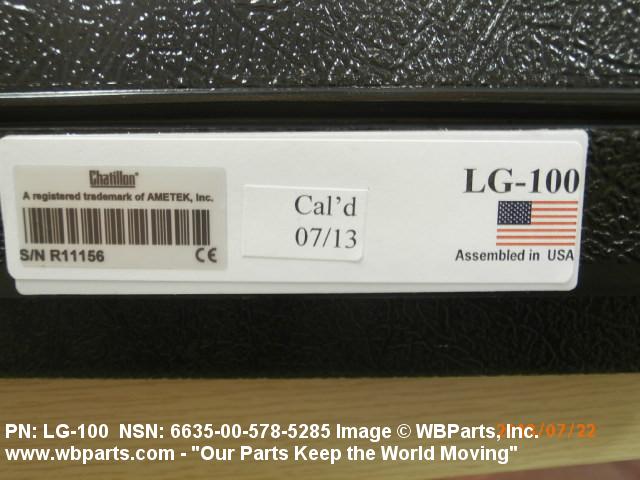 Chatillon®
A registered trademark of AMETEK, Inc.
S/N R11156 CE
Cal'd
07/13
LG-100
Assembled in USA
PN: LG-100 NSN: 6635-00-578-5285 Image © WBParts, Inc.
www.wbparts.com - "Our Parts Keep the World Moving"